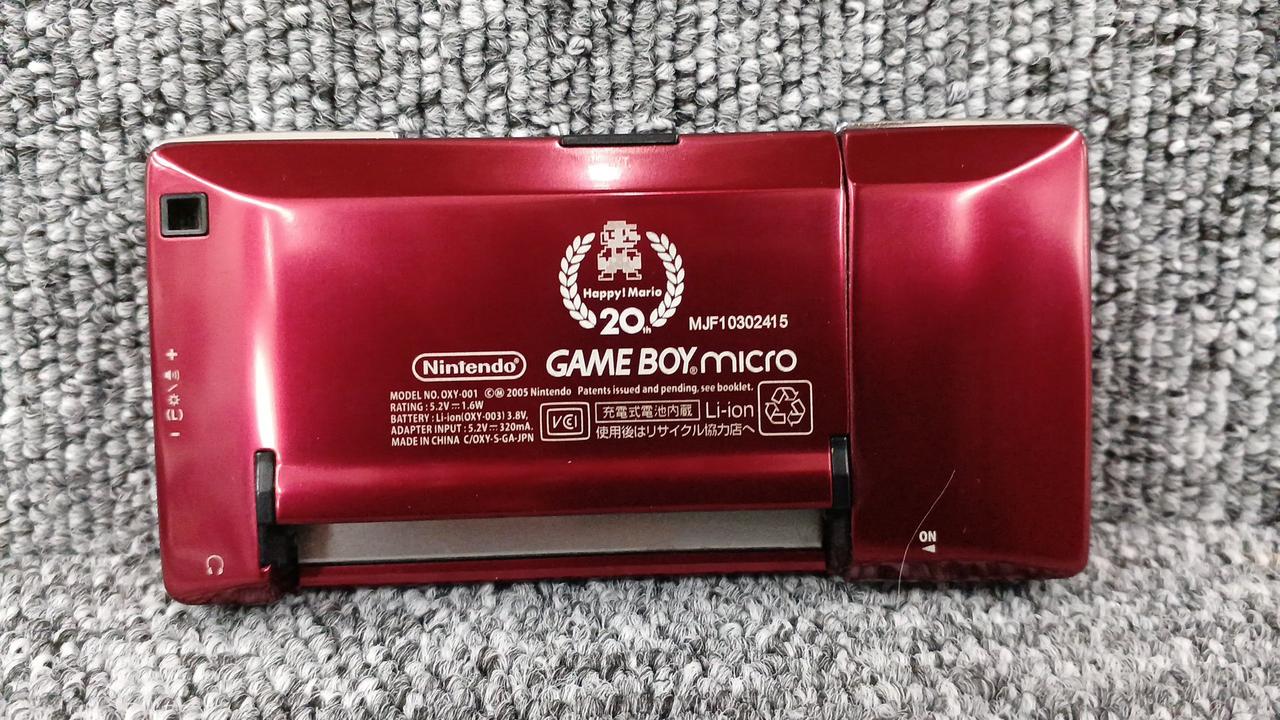 Happy! Mario
20th
MJF10302415
Nintendo®
GAME BOY® micro
MODEL NO. OXY-001 ©Ⓜ 2005 Nintendo Patents issued and pending, see booklet.
RATING : 5.2V⎓1.6W
BATTERY : Li-ion(OXY-003) 3.8V,
ADAPTER INPUT : 5.2V⎓320mA.
MADE IN CHINA C/OXY-S-GA-JPN
VCI
充電式電池内蔵 Li-ion
使用後はリサイクル協力店へ
+
-
ON